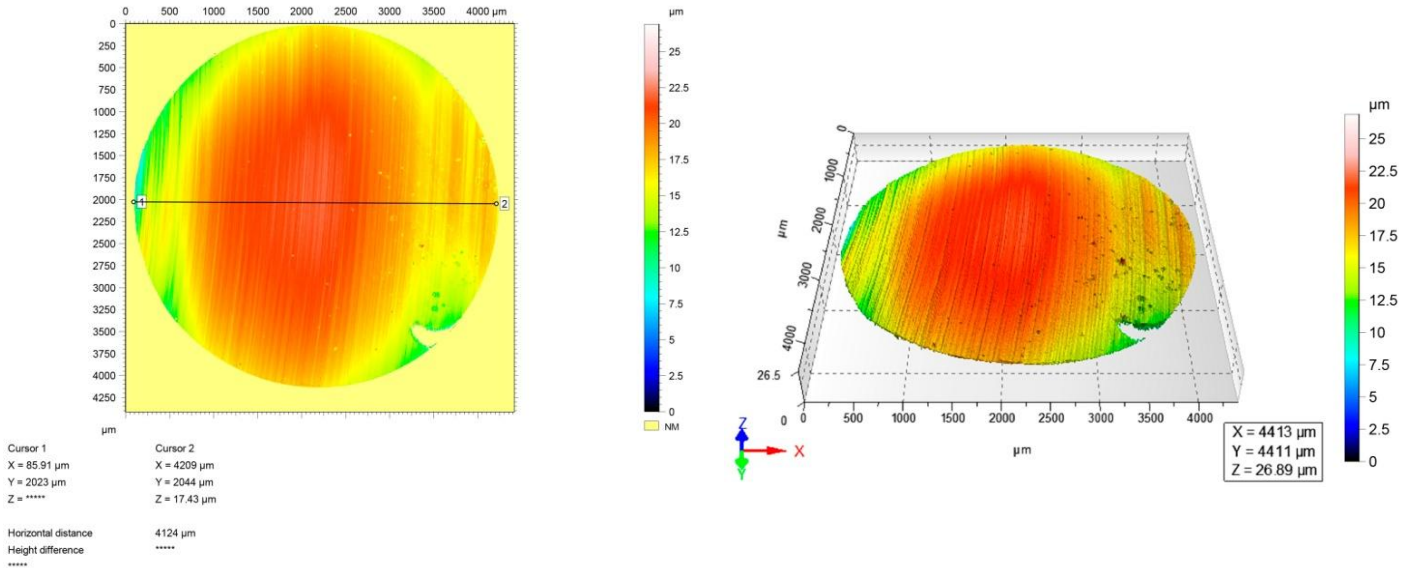 0 500 1000 1500 2000 2500 3000 3500 4000 µm
0
250
500
750
1000
1250
1500
1750
2000
2250
2500
2750
3000
3250
3500
3750
4000
4250
µm
1
2
µm
25
22.5
20
17.5
15
12.5
10
7.5
5
2.5
0
NM
Cursor 1 Cursor 2
X = 85.91 µm X = 4209 µm
Y = 2023 µm Y = 2044 µm
Z = ***** Z = 17.43 µm
Horizontal distance 4124 µm
Height difference *****
*****
0
1000
2000
3000
4000
µm
26.5
0
0 500 1000 1500 2000 2500 3000 3500 4000
µm
Z
X
Y
X = 4413 µm
Y = 4411 µm
Z = 26.89 µm
µm
25
22.5
20
17.5
15
12.5
10
7.5
5
2.5
0